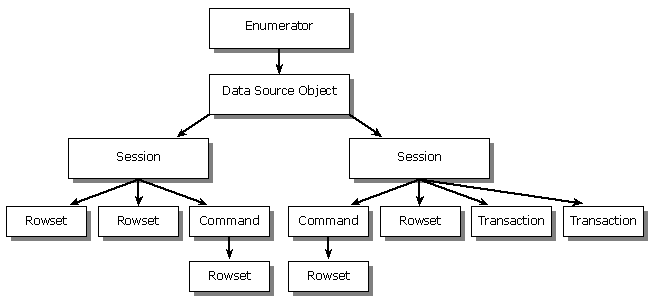 Enumerator
Data Source Object
Session
Session
Rowset
Rowset
Command
Command
Rowset
Transaction
Transaction
Rowset
Rowset